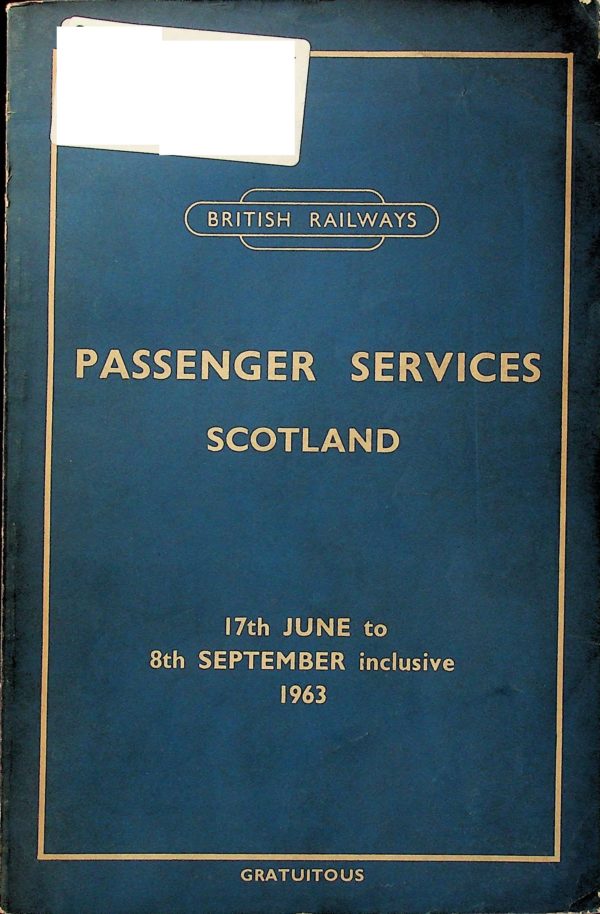 BRITISH RAILWAYS
PASSENGER SERVICES
SCOTLAND
17th JUNE to
8th SEPTEMBER inclusive
1963
GRATUITOUS